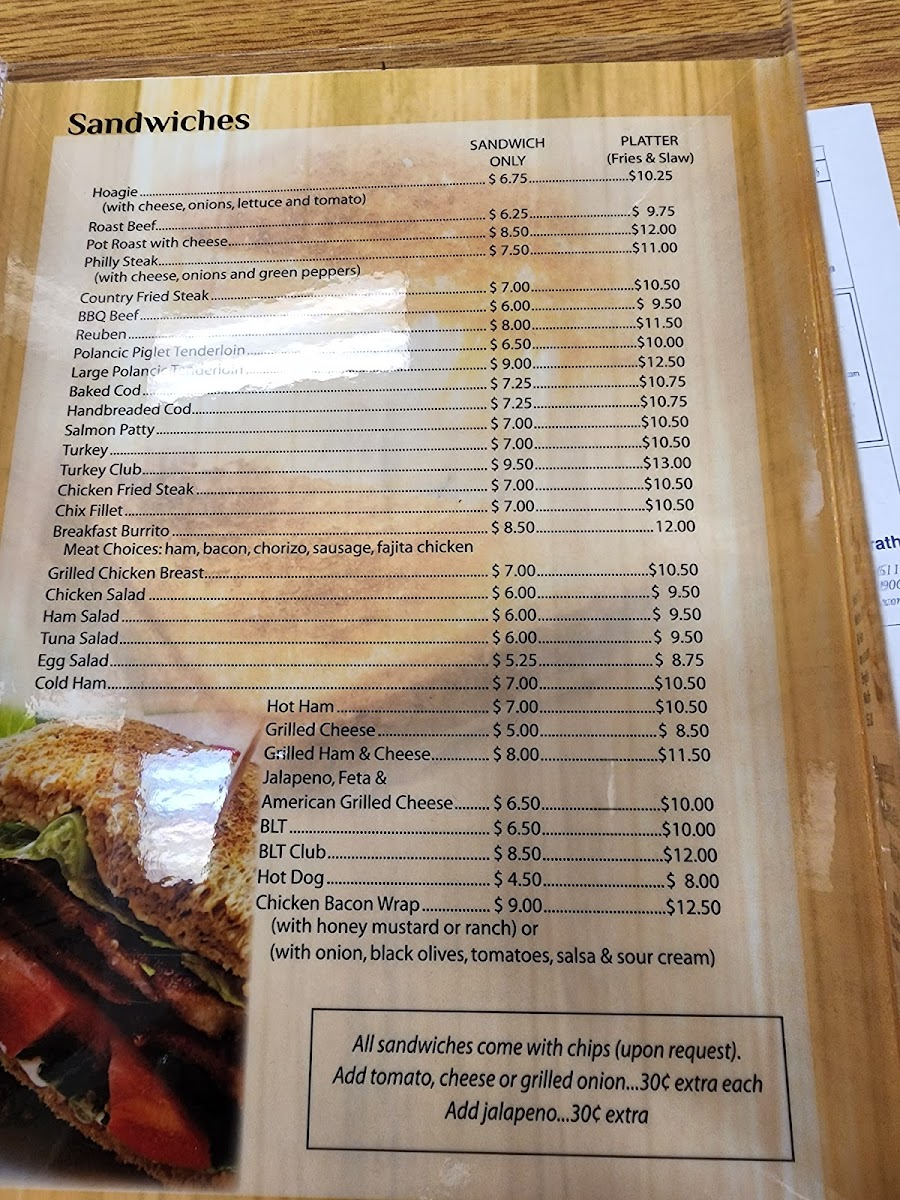 Sandwiches
SANDWICH ONLY
PLATTER (Fries & Slaw)
Hoagie $ 6.75 $10.25
(with cheese, onions, lettuce and tomato)
Roast Beef $ 6.25 $ 9.75
Pot Roast with cheese $ 8.50 $12.00
Philly Steak $ 7.50 $11.00
(with cheese, onions and green peppers)
Country Fried Steak $ 7.00 $10.50
BBQ Beef $ 6.00 $ 9.50
Reuben $ 8.00 $11.50
Polancic Piglet Tenderloin $ 6.50 $10.00
Large Polancic Tenderloin $ 9.00 $12.50
Baked Cod $ 7.25 $10.75
Handbreaded Cod $ 7.25 $10.75
Salmon Patty $ 7.00 $10.50
Turkey $ 7.00 $10.50
Turkey Club $ 9.50 $13.00
Chicken Fried Steak $ 7.00 $10.50
Chix Fillet $ 7.00 $10.50
Breakfast Burrito $ 8.50 12.00
Meat Choices: ham, bacon, chorizo, sausage, fajita chicken
Grilled Chicken Breast $ 7.00 $10.50
Chicken Salad $ 6.00 $ 9.50
Ham Salad $ 6.00 $ 9.50
Tuna Salad $ 6.00 $ 9.50
Egg Salad $ 5.25 $ 8.75
Cold Ham $ 7.00 $10.50
Hot Ham $ 7.00 $10.50
Grilled Cheese $ 5.00 $ 8.50
Grilled Ham & Cheese $ 8.00 $11.50
Jalapeno, Feta &
American Grilled Cheese $ 6.50 $10.00
BLT $ 6.50 $10.00
BLT Club $ 8.50 $12.00
Hot Dog $ 4.50 $ 8.00
Chicken Bacon Wrap $ 9.00 $12.50
(with honey mustard or ranch) or
(with onion, black olives, tomatoes, salsa & sour cream)
All sandwiches come with chips (upon request).
Add tomato, cheese or grilled onion...30¢ extra each
Add jalapeno...30¢ extra